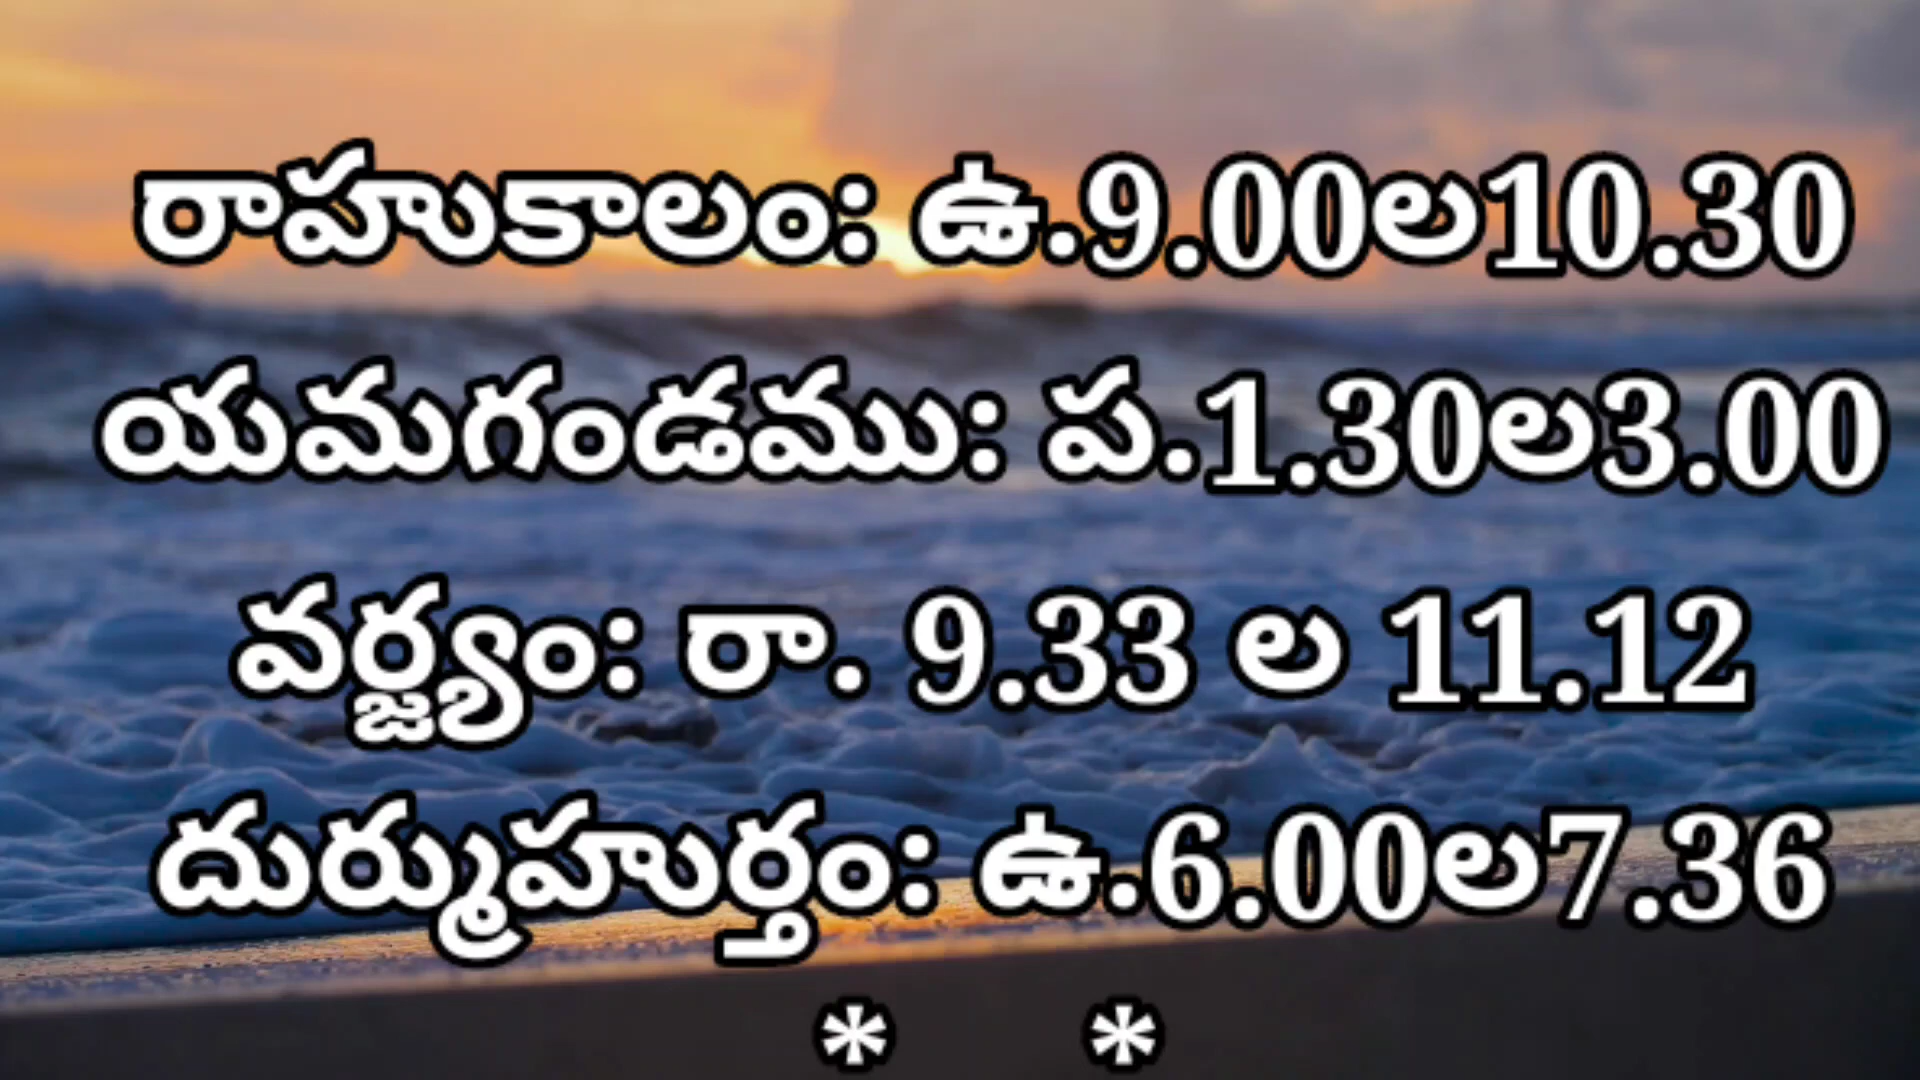 రాహుకాలం: ఉ.9.00ల10.30
యమగండము: ప.1.30ల3.00
వర్జ్యం: రా. 9.33 ల 11.12
దుర్ముహుర్తం: ఉ.6.00ల7.36
* *